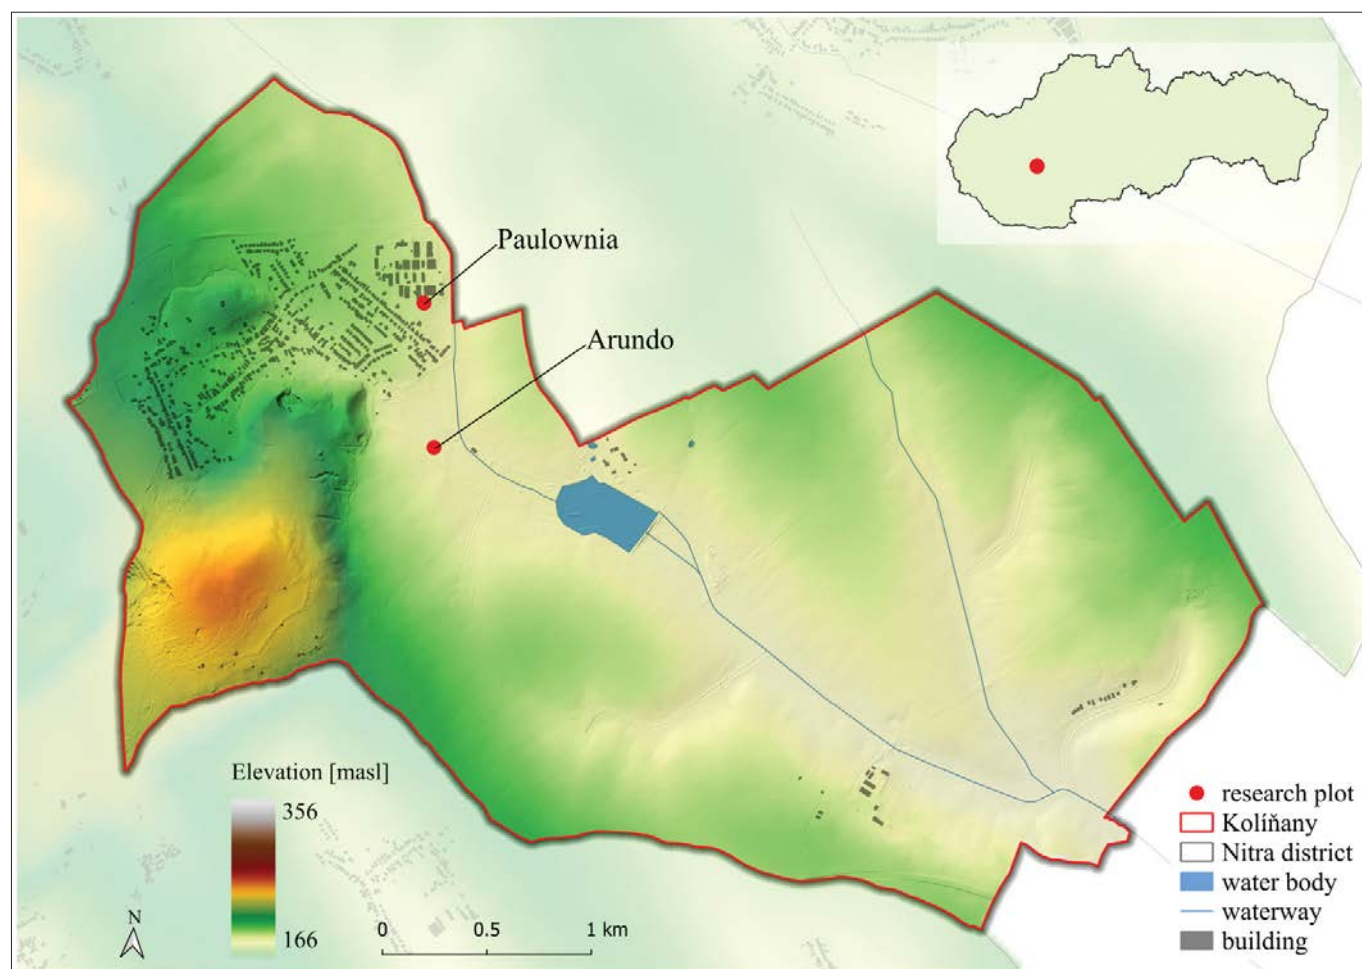 Paulownia
Arundo
Elevation [masl]
356
166
N
0 0.5 1 km
research plot
Kolíňany
Nitra district
water body
waterway
building